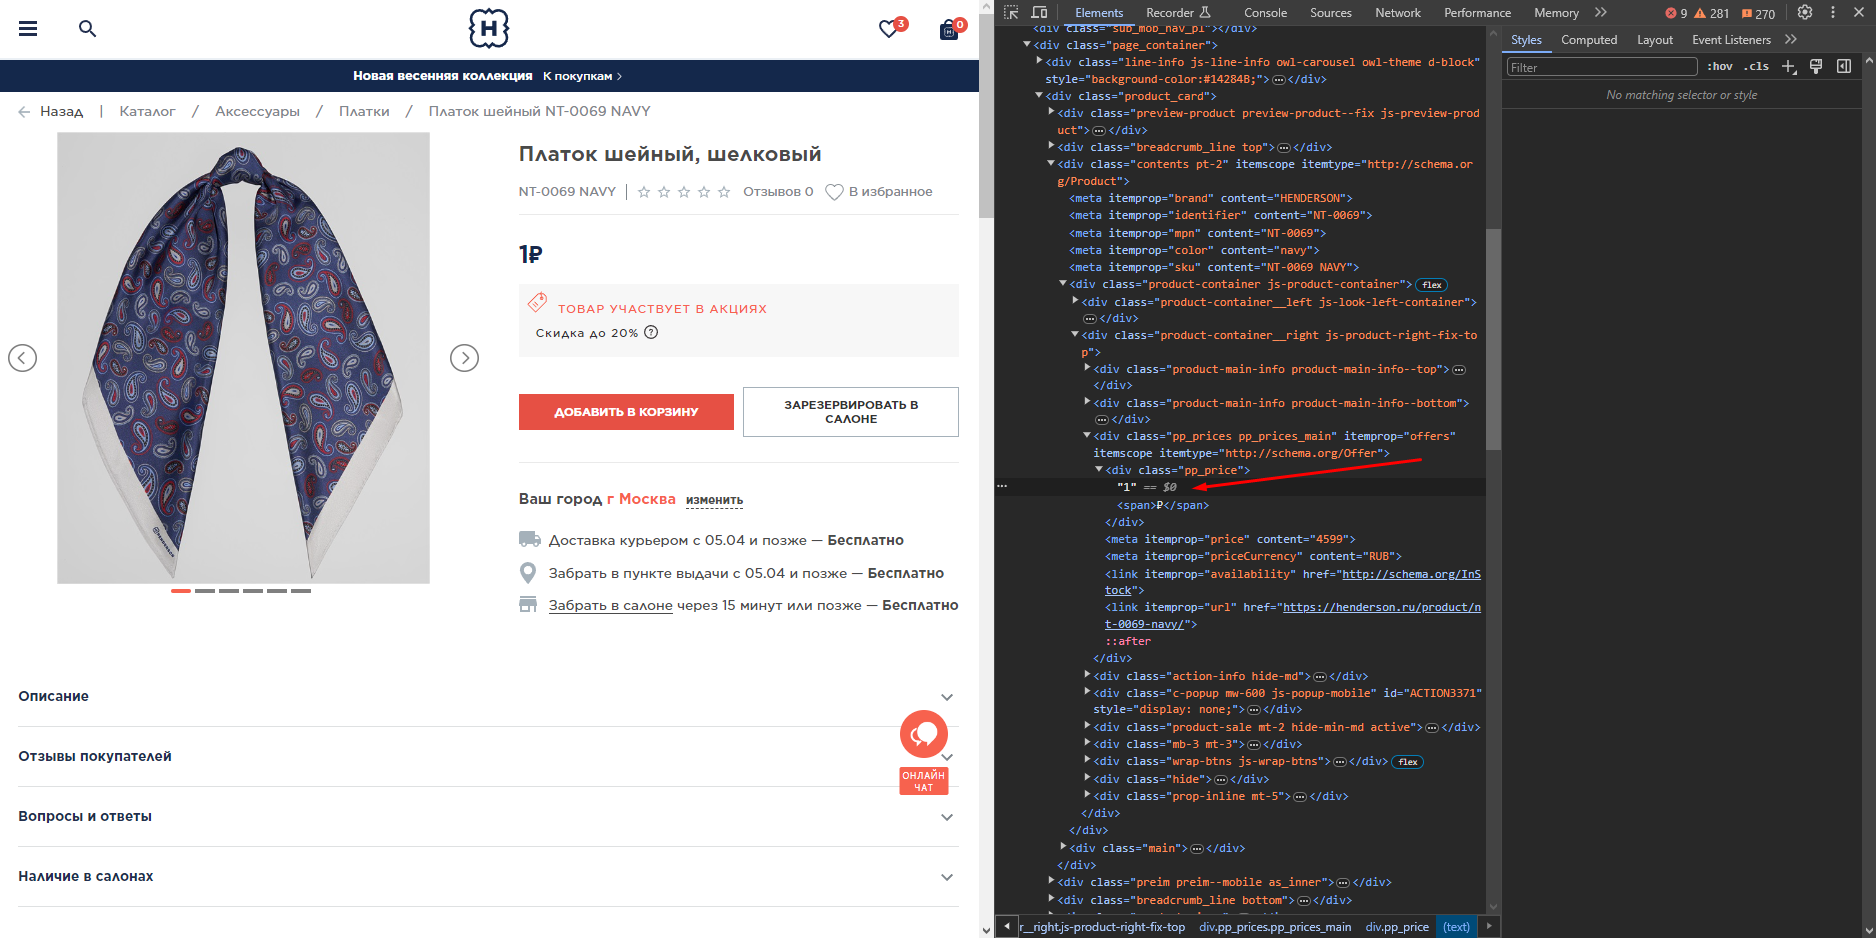 3
H
0
Новая весенняя коллекция К покупкам >
Назад | Каталог / Аксессуары / Платки / Платок шейный NT-0069 NAVY
Платок шейный, шелковый
NT-0069 NAVY | Отзывов 0 В избранное
1₽
ТОВАР УЧАСТВУЕТ В АКЦИЯХ
Скидка до 20% ?
ДОБАВИТЬ В КОРЗИНУ
ЗАРЕЗЕРВИРОВАТЬ В
САЛОНЕ
Ваш город г Москва изменить
Доставка курьером с 05.04 и позже — Бесплатно
Забрать в пункте выдачи с 05.04 и позже — Бесплатно
Забрать в салоне через 15 минут или позже — Бесплатно
Описание
Отзывы покупателей
Вопросы и ответы
Наличие в салонах
ОНЛАЙН
ЧАТ
Elements Recorder Console Sources Network Performance Memory >> 9 281 270
<div class="sub_mob_nav_pl"></div>
<div class="page_container">
<div class="line-info js-line-info owl-carousel owl-theme d-block"
style="background-color:#14284B;">…</div>
<div class="product_card">
<div class="preview-product preview-product--fix js-preview-prod
uct">…</div>
<div class="breadcrumb_line top">…</div>
<div class="contents pt-2" itemscope itemtype="http://schema.or
g/Product">
<meta itemprop="brand" content="HENDERSON">
<meta itemprop="identifier" content="NT-0069">
<meta itemprop="mpn" content="NT-0069">
<meta itemprop="color" content="navy">
<meta itemprop="sku" content="NT-0069 NAVY">
<div class="product-container js-product-container"> flex
<div class="product-container__left js-look-left-container">
…</div>
<div class="product-container__right js-product-right-fix-to
p">
<div class="product-main-info product-main-info--top">…
</div>
<div class="product-main-info product-main-info--bottom">
…</div>
<div class="pp_prices pp_prices_main" itemprop="offers"
itemscope itemtype="http://schema.org/Offer">
<div class="pp_price">
… "1" == $0
<span>₽</span>
</div>
<meta itemprop="price" content="4599">
<meta itemprop="priceCurrency" content="RUB">
<link itemprop="availability" href="http://schema.org/InS
tock">
<link itemprop="url" href="https://henderson.ru/product/n
t-0069-navy/">
::after
</div>
<div class="action-info hide-md">…</div>
<div class="c-popup mw-600 js-popup-mobile" id="ACTION3371"
style="display: none;">…</div>
<div class="product-sale mt-2 hide-min-md active">…</div>
<div class="mb-3 mt-3">…</div>
<div class="wrap-btns js-wrap-btns">…</div> flex
<div class="hide">…</div>
<div class="prop-inline mt-5">…</div>
</div>
</div>
<div class="main">…</div>
</div>
<div class="preim preim--mobile as_inner">…</div>
<div class="breadcrumb_line bottom">…</div>
r__right.js-product-right-fix-top div.pp_prices.pp_prices_main div.pp_price (text)
Styles Computed Layout Event Listeners >>
Filter :hov .cls +
No matching selector or style